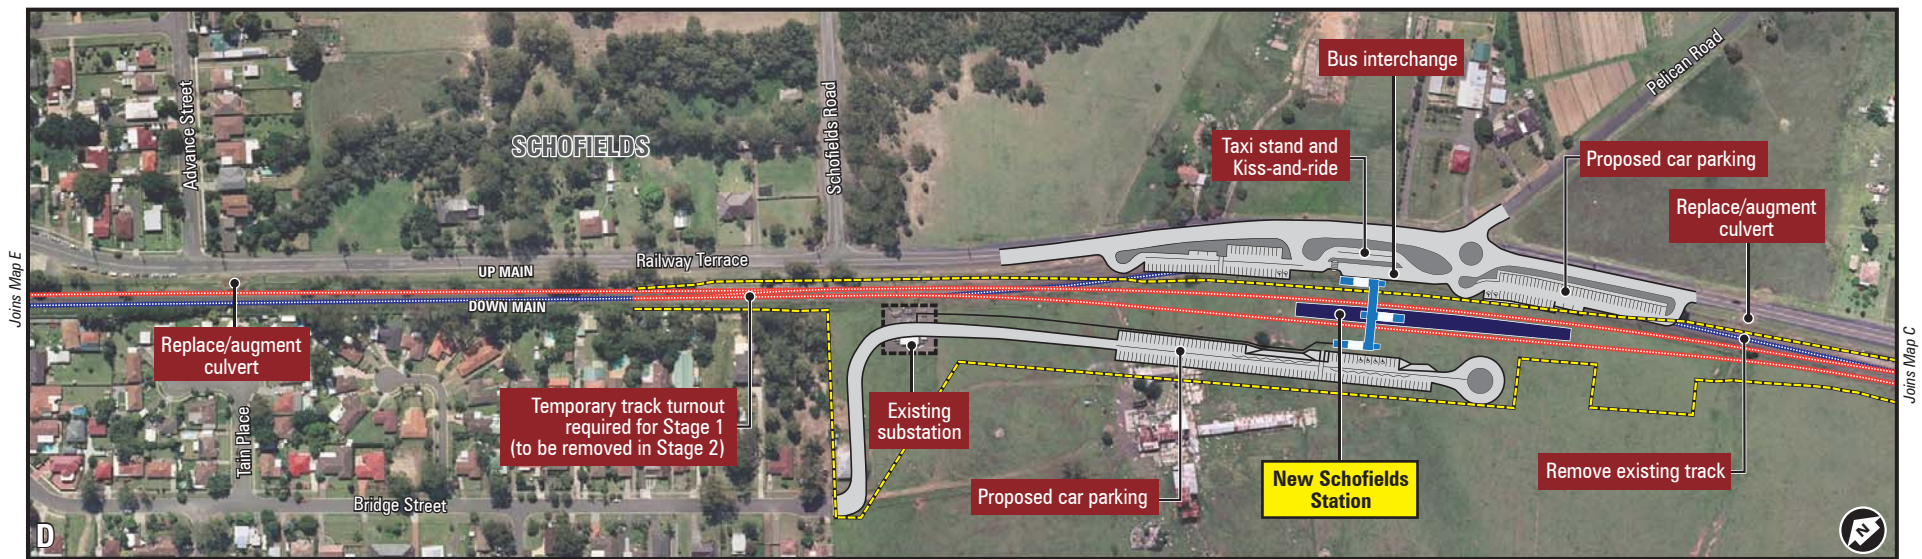 Bus interchange
Pelican Road
Advance Street
SCHOFIELDS
Schofields Road
Taxi stand and
Kiss-and-ride
Proposed car parking
Replace/augment
culvert
Joins Map E
Railway Terrace
UP MAIN
DOWN MAIN
Replace/augment
culvert
Joins Map C
Temporary track turnout
required for Stage 1
(to be removed in Stage 2)
Existing
substation
Tain Place
Bridge Street
Proposed car parking
New Schofields
Station
Remove existing track
D
N